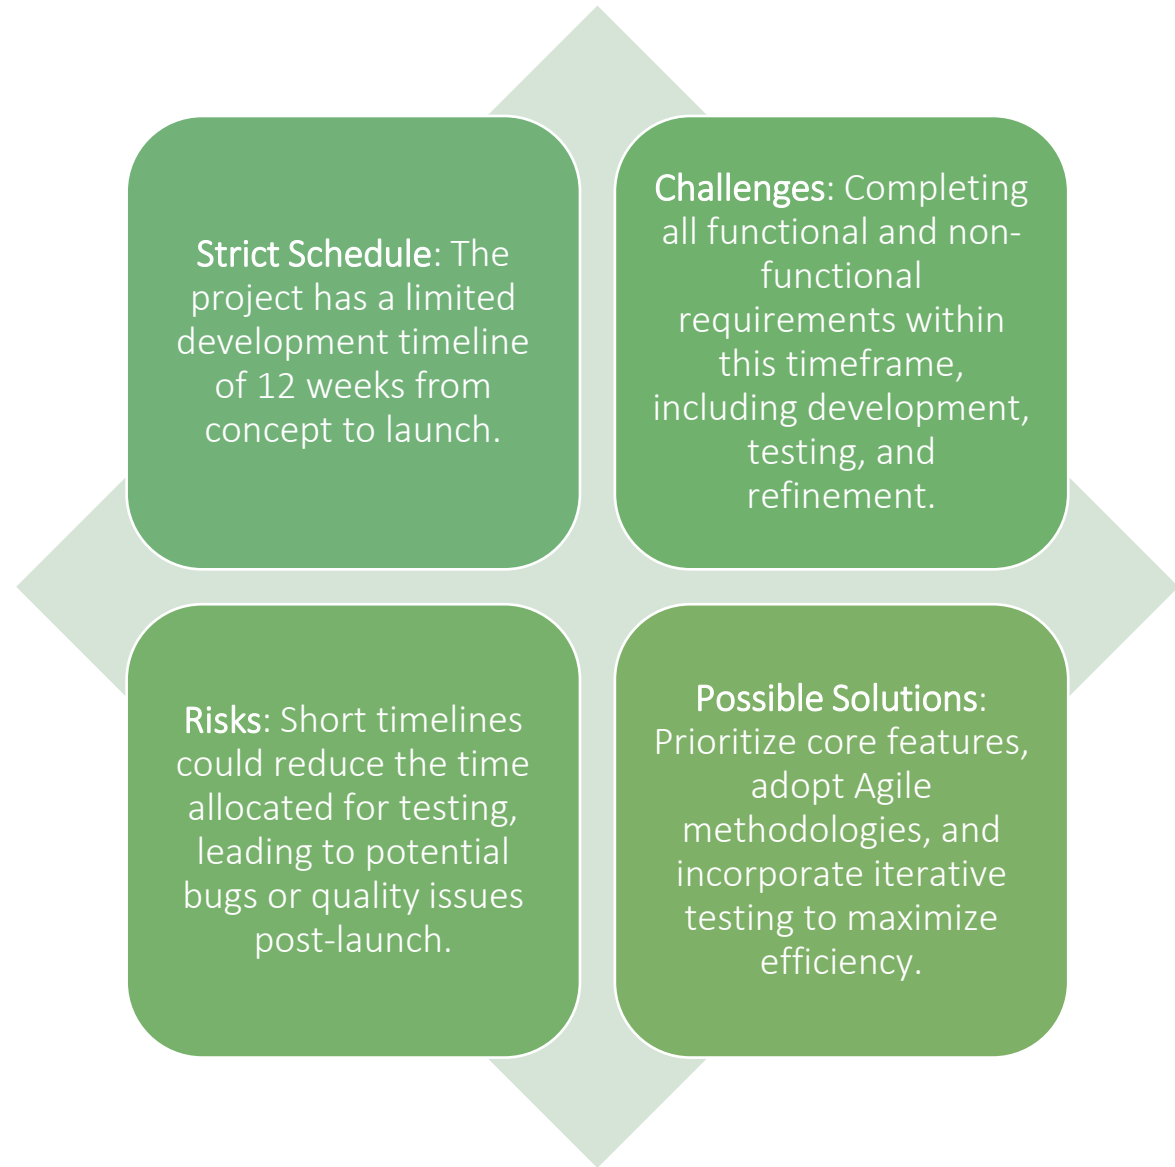 Strict Schedule: The
project has a limited
development timeline
of 12 weeks from
concept to launch.
Challenges: Completing
all functional and non-
functional
requirements within
this timeframe,
including development,
testing, and
refinement.
Risks: Short timelines
could reduce the time
allocated for testing,
leading to potential
bugs or quality issues
post-launch.
Possible Solutions:
Prioritize core features,
adopt Agile
methodologies, and
incorporate iterative
testing to maximize
efficiency.